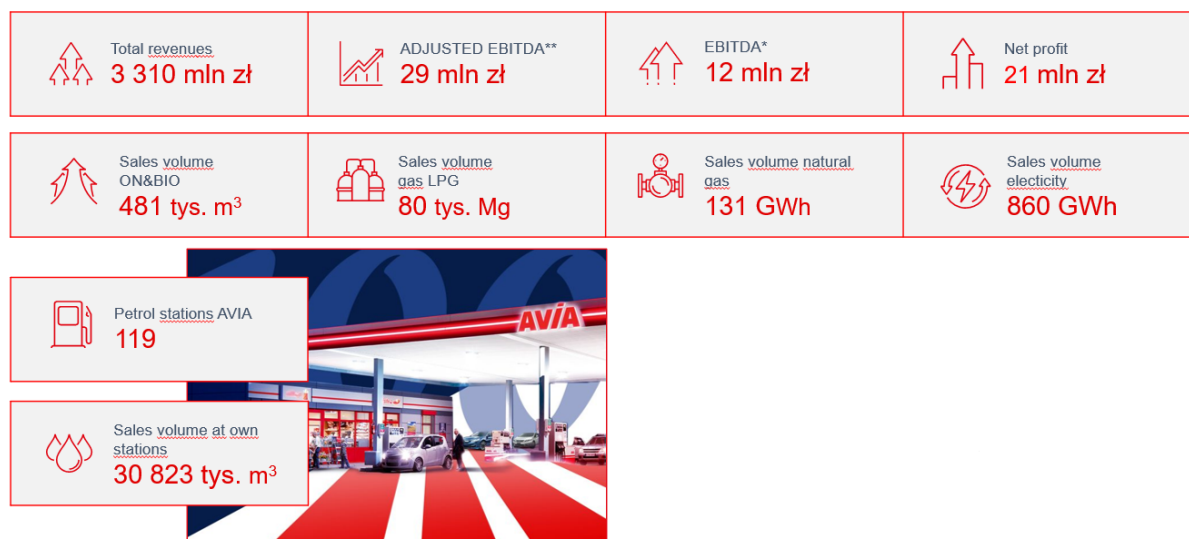 Total revenues
3 310 mln zł
ADJUSTED EBITDA**
29 mln zł
EBITDA*
12 mln zł
Net profit
21 mln zł
Sales volume
ON&BIO
481 tys. m³
Sales volume
gas LPG
80 tys. Mg
Sales volume natural
gas
131 GWh
Sales volume
electicity
860 GWh
Petrol stations AVIA
119
Sales volume at own
stations
30 823 tys. m³
100
AVIA